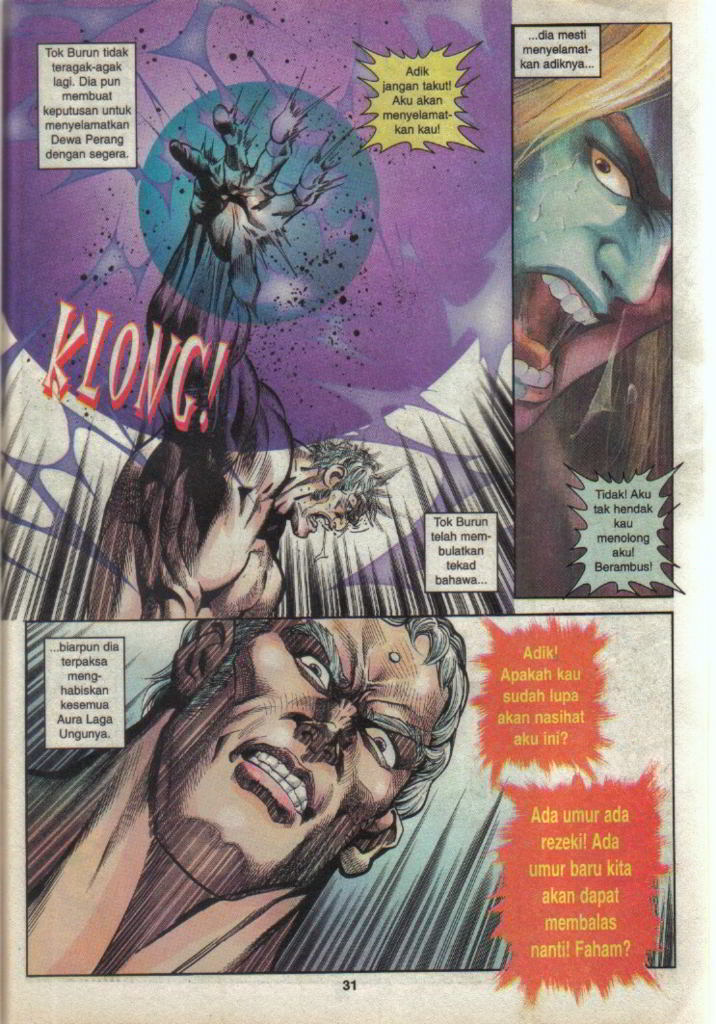 Tok Burun tidak
teragak-agak
lagi. Dia pun
membuat
keputusan untuk
menyelamatkan
Dewa Perang
dengan segera.
Adik
jangan takut!
Aku akan
menyelamat-
kan kau!
KLONG!
Tok Burun
telah mem-
bulatkan
tekad
bahawa...
...dia mesti
menyelamat-
kan adiknya...
Tidak! Aku
tak hendak
kau
menolong
aku!
Berambus!
...biarpun dia
terpaksa
meng-
habiskan
kesemua
Aura Laga
Ungunya.
Adik!
Apakah kau
sudah lupa
akan nasihat
aku ini?
Ada umur ada
rezeki! Ada
umur baru kita
akan dapat
membalas
nanti! Faham?
31